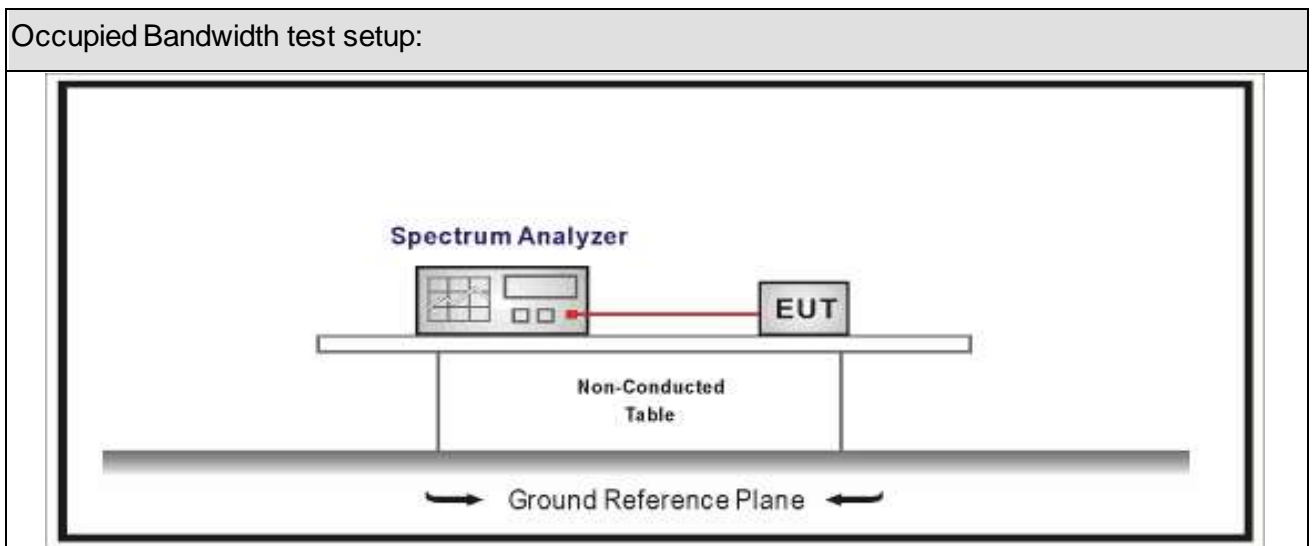 Occupied Bandwidth test setup:
Spectrum Analyzer
EUT
Non-Conducted
Table
Ground Reference Plane